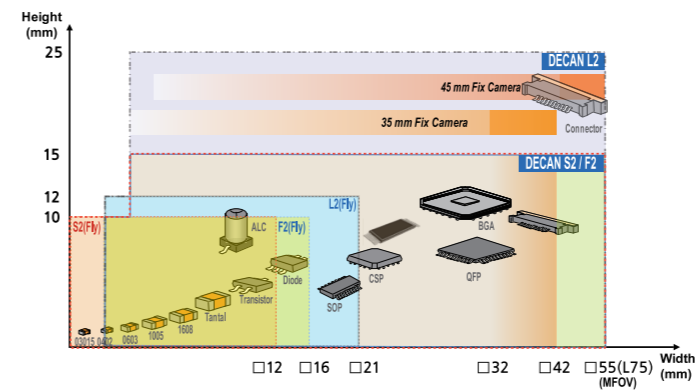 Height
(mm)
25
DECAN L2
45 mm Fix Camera
35 mm Fix Camera
Connector
15
DECAN S2 / F2
12
L2(Fly)
10
S2(Fly)
ALC
F2(Fly)
BGA
Diode
CSP
QFP
Transistor
SOP
Tantal
1608
1005
0603
0402
03015
□12
□16
□21
□32
□42
□55(L75)
(MFOV)
Width
(mm)